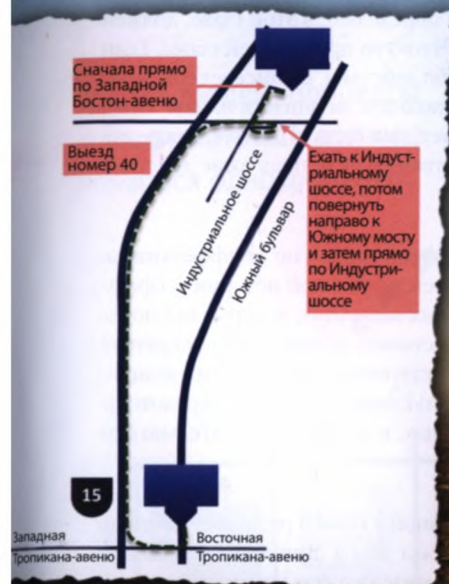 Сначала прямо
по Западной
Бостон-авеню
Выезд
номер 40
Ехать к Индуст-
риальному
шоссе, потом
повернуть
направо к
Южному мосту
и затем прямо
по Индустри-
альному
шоссе
Индустриальное шоссе
Южный бульвар
15
Западная
Тропикана-авеню
Восточная
Тропикана-авеню